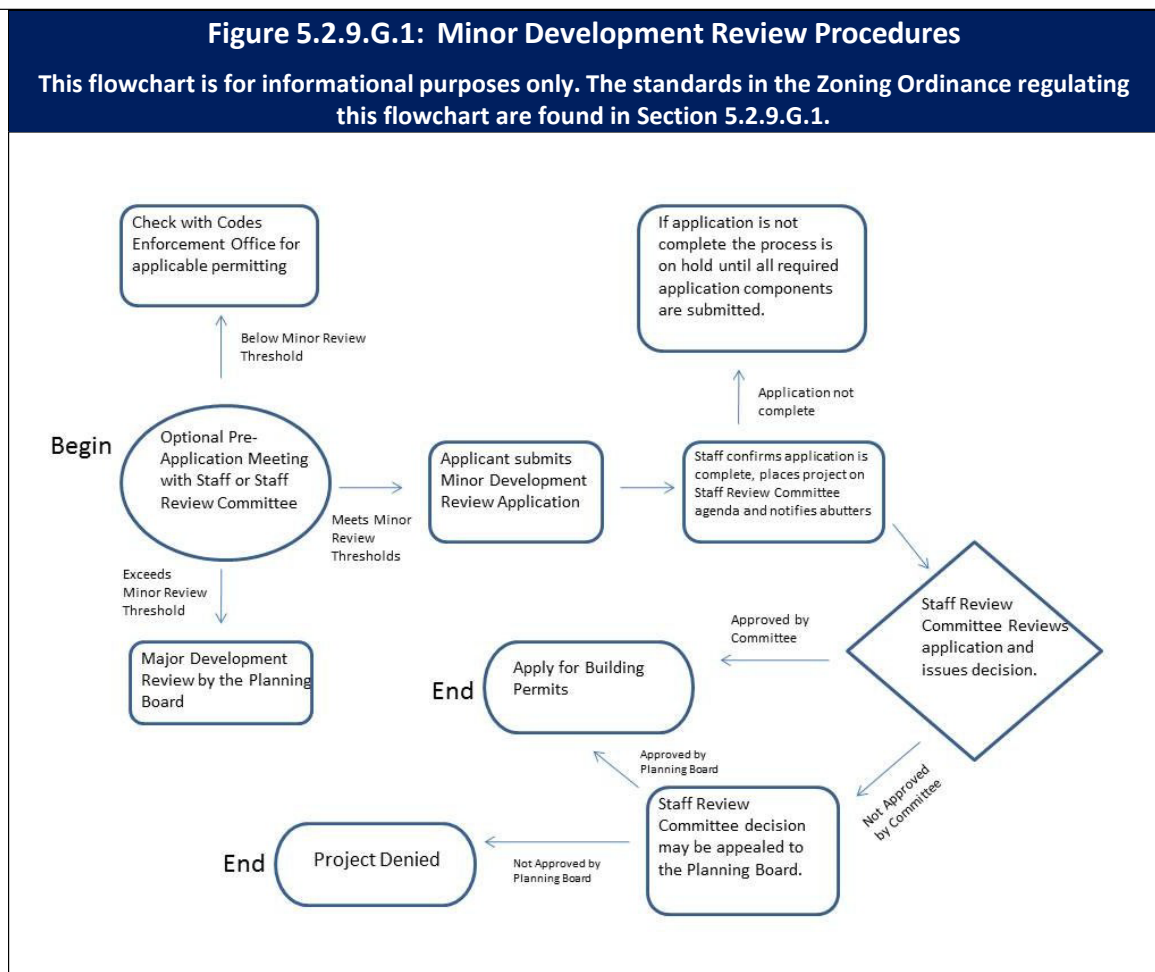 Figure 5.2.9.G.1: Minor Development Review Procedures
This flowchart is for informational purposes only. The standards in the Zoning Ordinance regulating
this flowchart are found in Section 5.2.9.G.1.
Check with Codes
Enforcement Office for
applicable permitting
If application is not
complete the process is
on hold until all required
application components
are submitted.
Below Minor Review
Threshold
Application not
complete
Begin
Optional Pre-
Application Meeting
with Staff or Staff
Review Committee
Meets Minor
Review
Thresholds
Applicant submits
Minor Development
Review Application
Staff confirms application is
complete, places project on
Staff Review Committee
agenda and notifies abutters
Exceeds
Minor Review
Threshold
Major Development
Review by the Planning
Board
Staff Review
Committee Reviews
application and
issues decision.
Approved by
Committee
End
Apply for Building
Permits
Not Approved
by Committee
Approved by
Planning Board
Staff Review
Committee decision
may be appealed to
the Planning Board.
Not Approved by
Planning Board
End
Project Denied